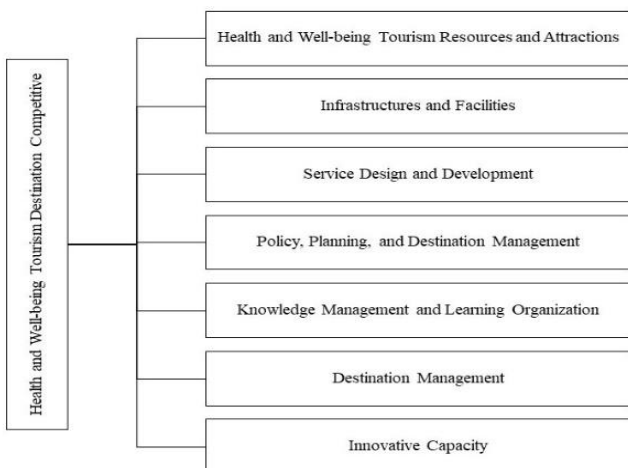 Health and Well-being Tourism Destination Competitive
Health and Well-being Tourism Resources and Attractions
Infrastructures and Facilities
Service Design and Development
Policy, Planning, and Destination Management
Knowledge Management and Learning Organization
Destination Management
Innovative Capacity